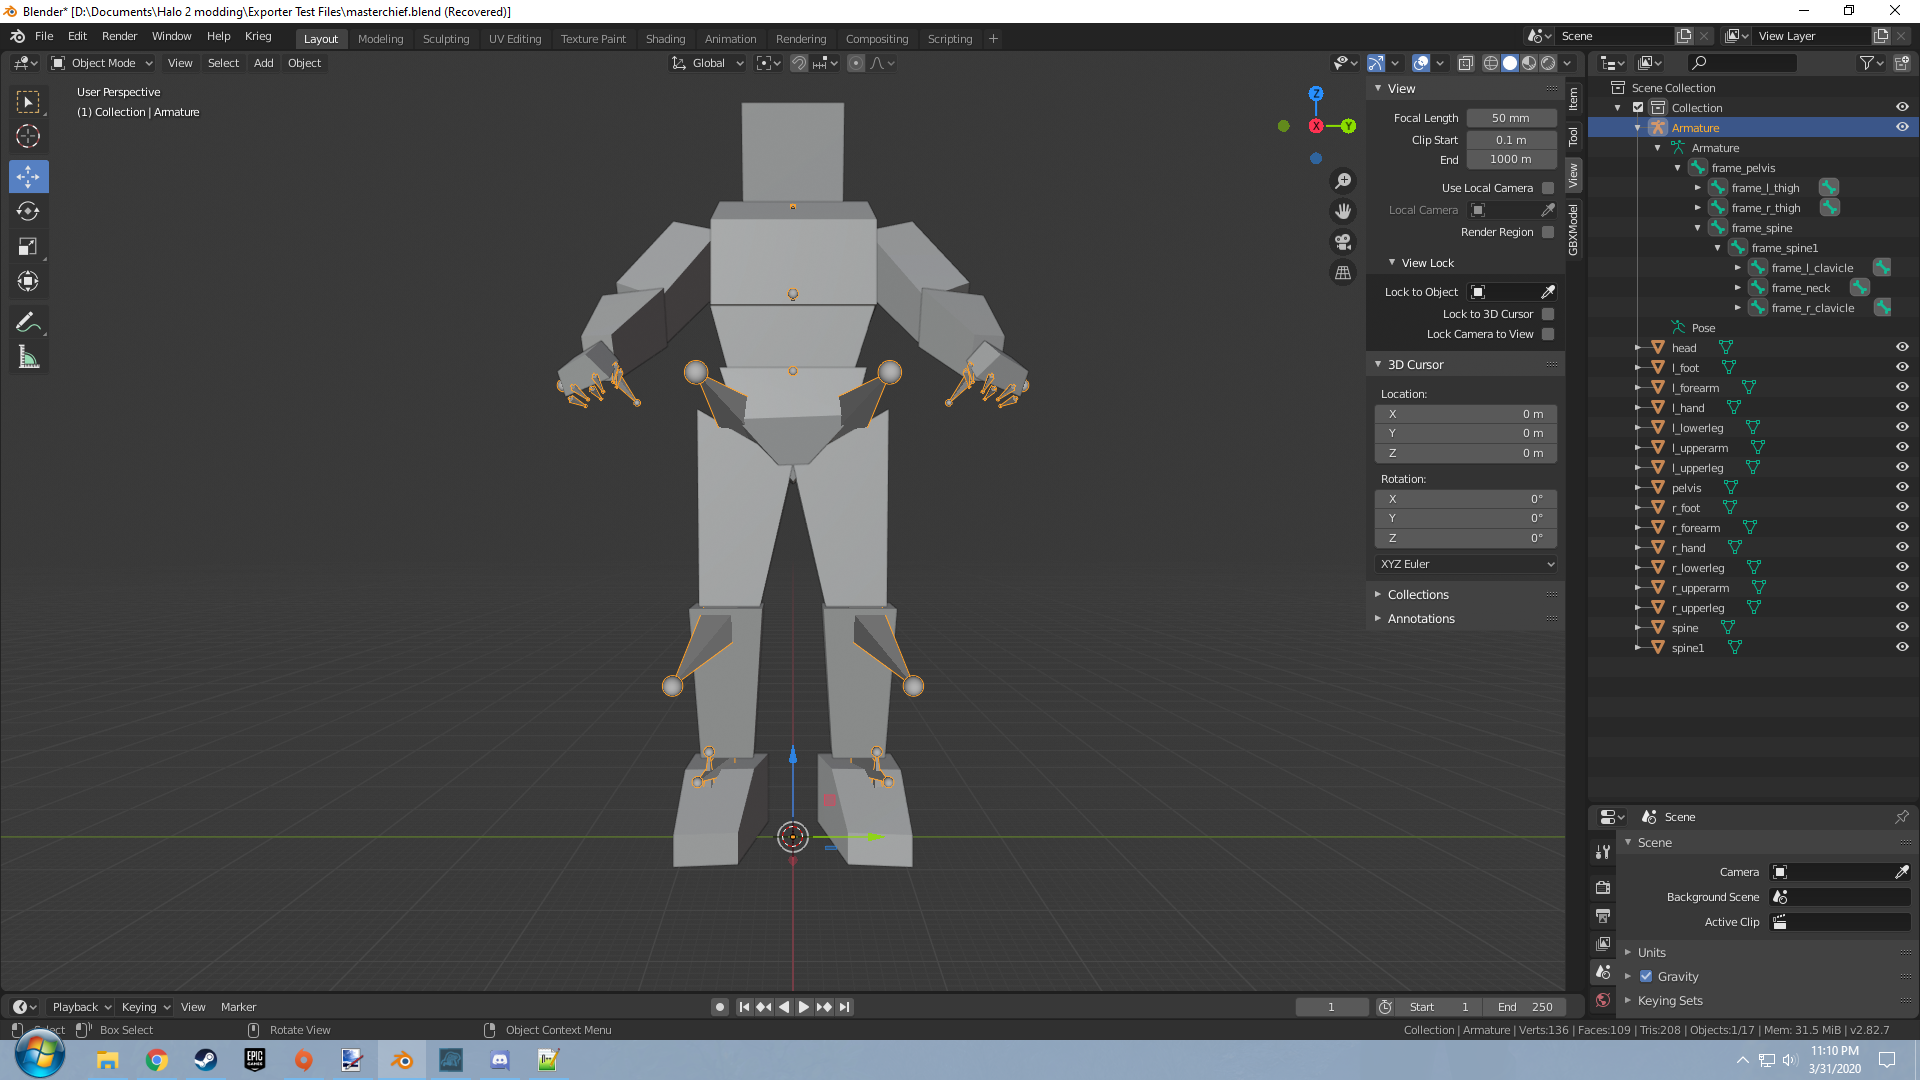 Blender* [D:\Documents\Halo 2 modding\Exporter Test Files\masterchief.blend (Recovered)]
File Edit Render Window Help Krieg Layout Modeling Sculpting UV Editing Texture Paint Shading Animation Rendering Compositing Scripting + Scene View Layer
Object Mode View Select Add Object Global
User Perspective
(1) Collection | Armature
Z
X
Y
View
Focal Length 50 mm
Clip Start 0.1 m
End 1000 m
Use Local Camera
Local Camera
Render Region
View Lock
Lock to Object
Lock to 3D Cursor
Lock Camera to View
3D Cursor
Location:
X 0 m
Y 0 m
Z 0 m
Rotation:
X 0°
Y 0°
Z 0°
XYZ Euler
Collections
Annotations
Item
Tool
View
GBXModel
Scene Collection
Collection
Armature
Armature
frame_pelvis
frame_l_thigh
frame_r_thigh
frame_spine
frame_spine1
frame_l_clavicle
frame_neck
frame_r_clavicle
Pose
head
l_foot
l_forearm
l_hand
l_lowerleg
l_upperarm
l_upperleg
pelvis
r_foot
r_forearm
r_hand
r_lowerleg
r_upperarm
r_upperleg
spine
spine1
Scene
Scene
Camera
Background Scene
Active Clip
Units
Gravity
Keying Sets
Playback Keying View Marker 1 Start 1 End 250
Select Box Select Rotate View Object Context Menu Collection | Armature | Verts:136 | Faces:109 | Tris:208 | Objects:1/17 | Mem: 31.5 MiB | v2.82.7
EPIC
GAMES
11:10 PM
3/31/2020